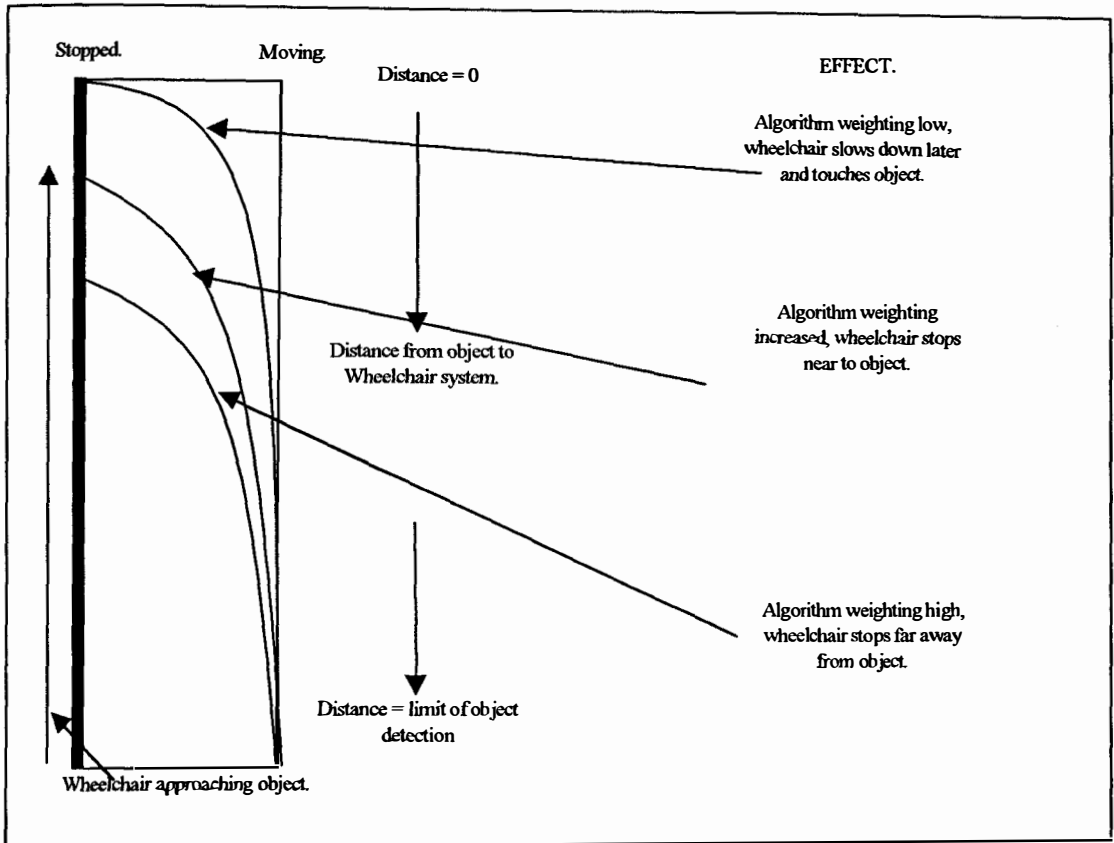 Stopped.
Moving.
Distance = 0
EFFECT.
Algorithm weighting low,
wheelchair slows down later
and touches object.
Algorithm weighting
increased, wheelchair stops
near to object.
Distance from object to
Wheelchair system.
Algorithm weighting high,
wheelchair stops far away
from object.
Distance = limit of object
detection
Wheelchair approaching object.